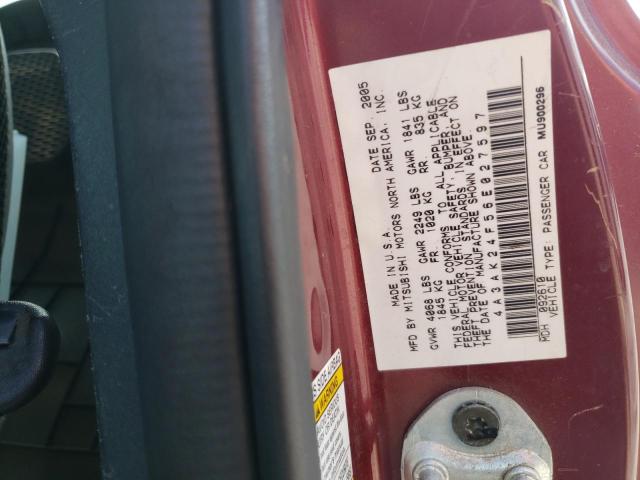 MADE IN U.S.A. DATE SEP. 2005
MFD BY MITSUBISHI MOTORS NORTH AMERICA, INC.
GVWR 4068 LBS GAWR 2249 LBS GAWR 1841 LBS
1845 KG FR 1020 KG RR 835 KG
THIS VEHICLE CONFORMS TO ALL APPLICABLE
FEDERAL MOTOR VEHICLE SAFETY, BUMPER, AND
THEFT PREVENTION STANDARDS IN EFFECT ON
THE DATE OF MANUFACTURE SHOWN ABOVE.
4A3AK24F56E027597
MDH 092610 MU900296
VEHICLE TYPE: PASSENGER CAR
WARNING